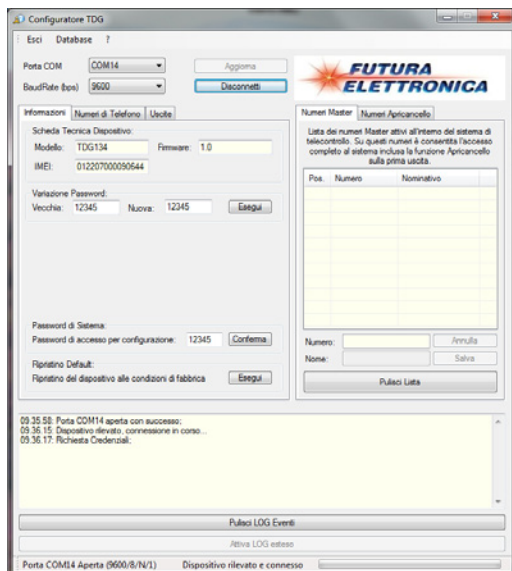 Configuratore TDG
Esci Database ?
Porta COM COM14 Aggiorna
BaudRate (bps) 9600 Disconnetti
FUTURA
ELETTRONICA
Informazioni Numeri di Telefono Uscite
Scheda Tecnica Dispositivo:
Modello: TDG134 Firmware: 1.0
IMEI: 012207000090644
Variazione Password:
Vecchia: 12345 Nuova: 12345 Esegui
Password di Sistema:
Password di accesso per configurazione: 12345 Conferma
Ripristino Default:
Ripristino del dispositivo alle condizioni di fabbrica Esegui
Numeri Master Numeri Apricancello
Lista dei numeri Master attivi all'interno del sistema di
telecontrollo. Su questi numeri è consentita l'accesso
completo al sistema inclusa la funzione Apricancello
sulla prima uscita.
Pos. Numero Nominativo
Numero: Annulla
Nome: Salva
Pulisci Lista
09.35.58: Porta COM14 aperta con successo;
09.36.15: Dispositivo rilevato, connessione in corso...
09.36.17: Richiesta Credenziali;
Pulisci LOG Eventi
Attiva LOG esteso
Porta COM14 Aperta (9600/8/N/1) Dispositivo rilevato e connesso